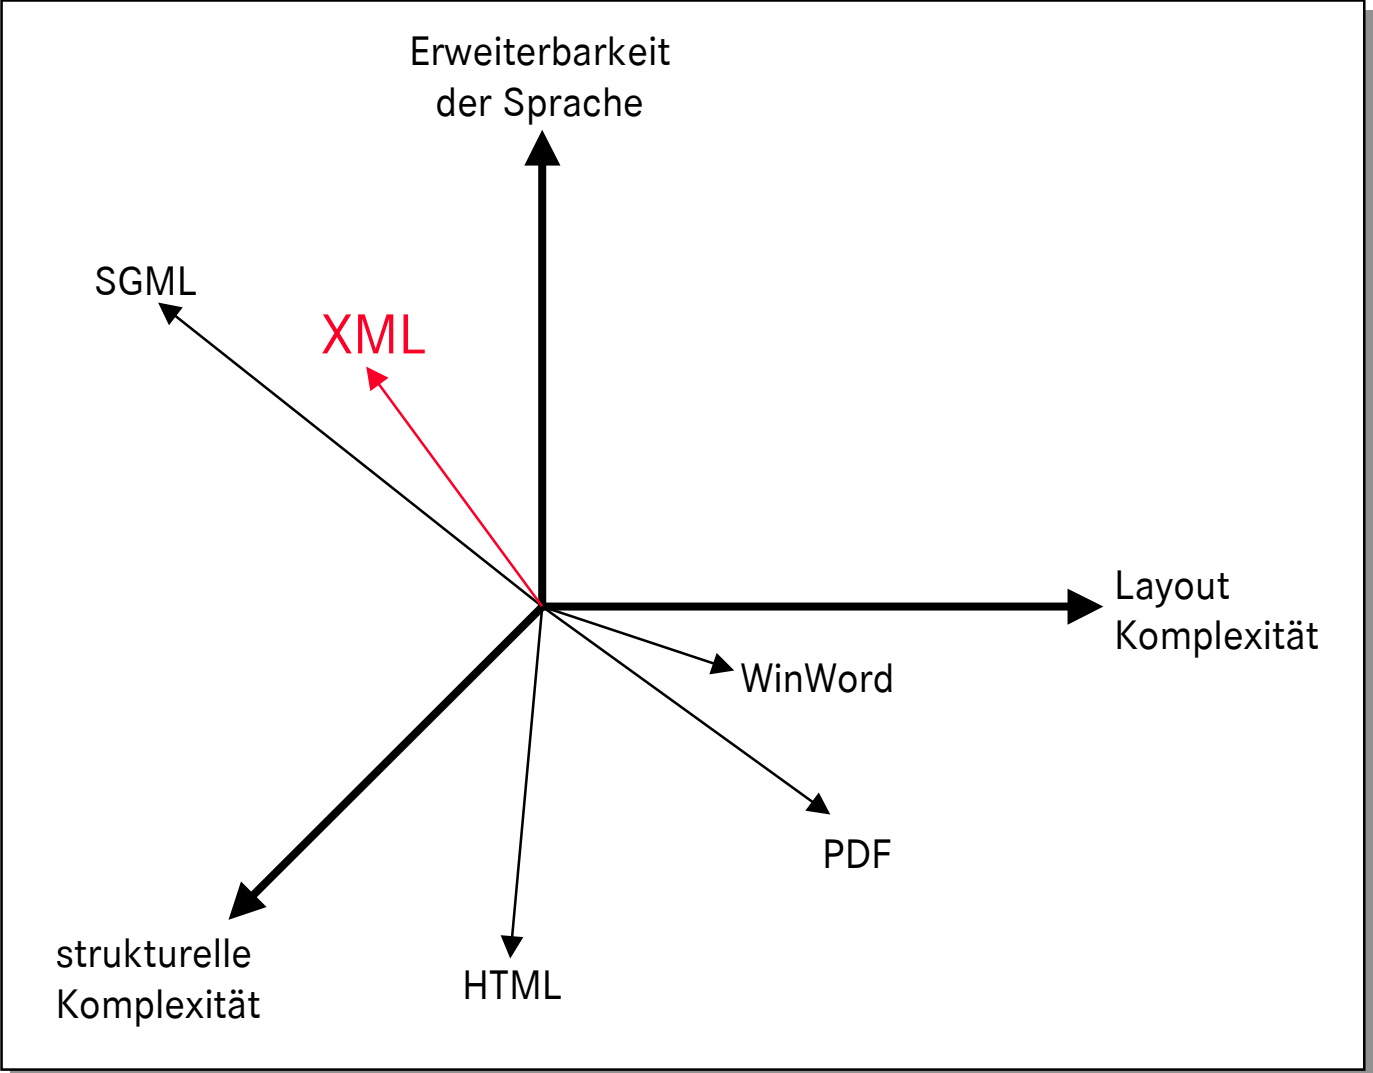 Erweiterbarkeit
der Sprache
SGML
XML
Layout
Komplexität
WinWord
PDF
strukturelle
Komplexität
HTML